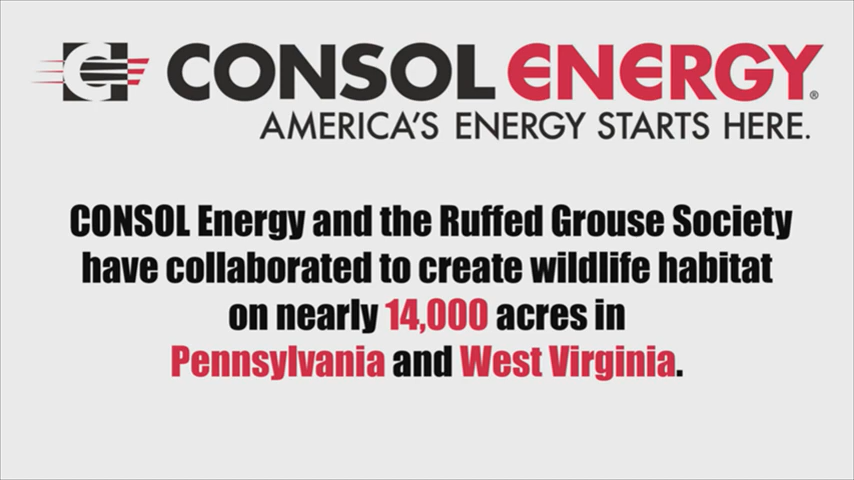 CONSOL ENERGY®
AMERICA'S ENERGY STARTS HERE.
CONSOL Energy and the Ruffed Grouse Society
have collaborated to create wildlife habitat
on nearly 14,000 acres in
Pennsylvania and West Virginia.